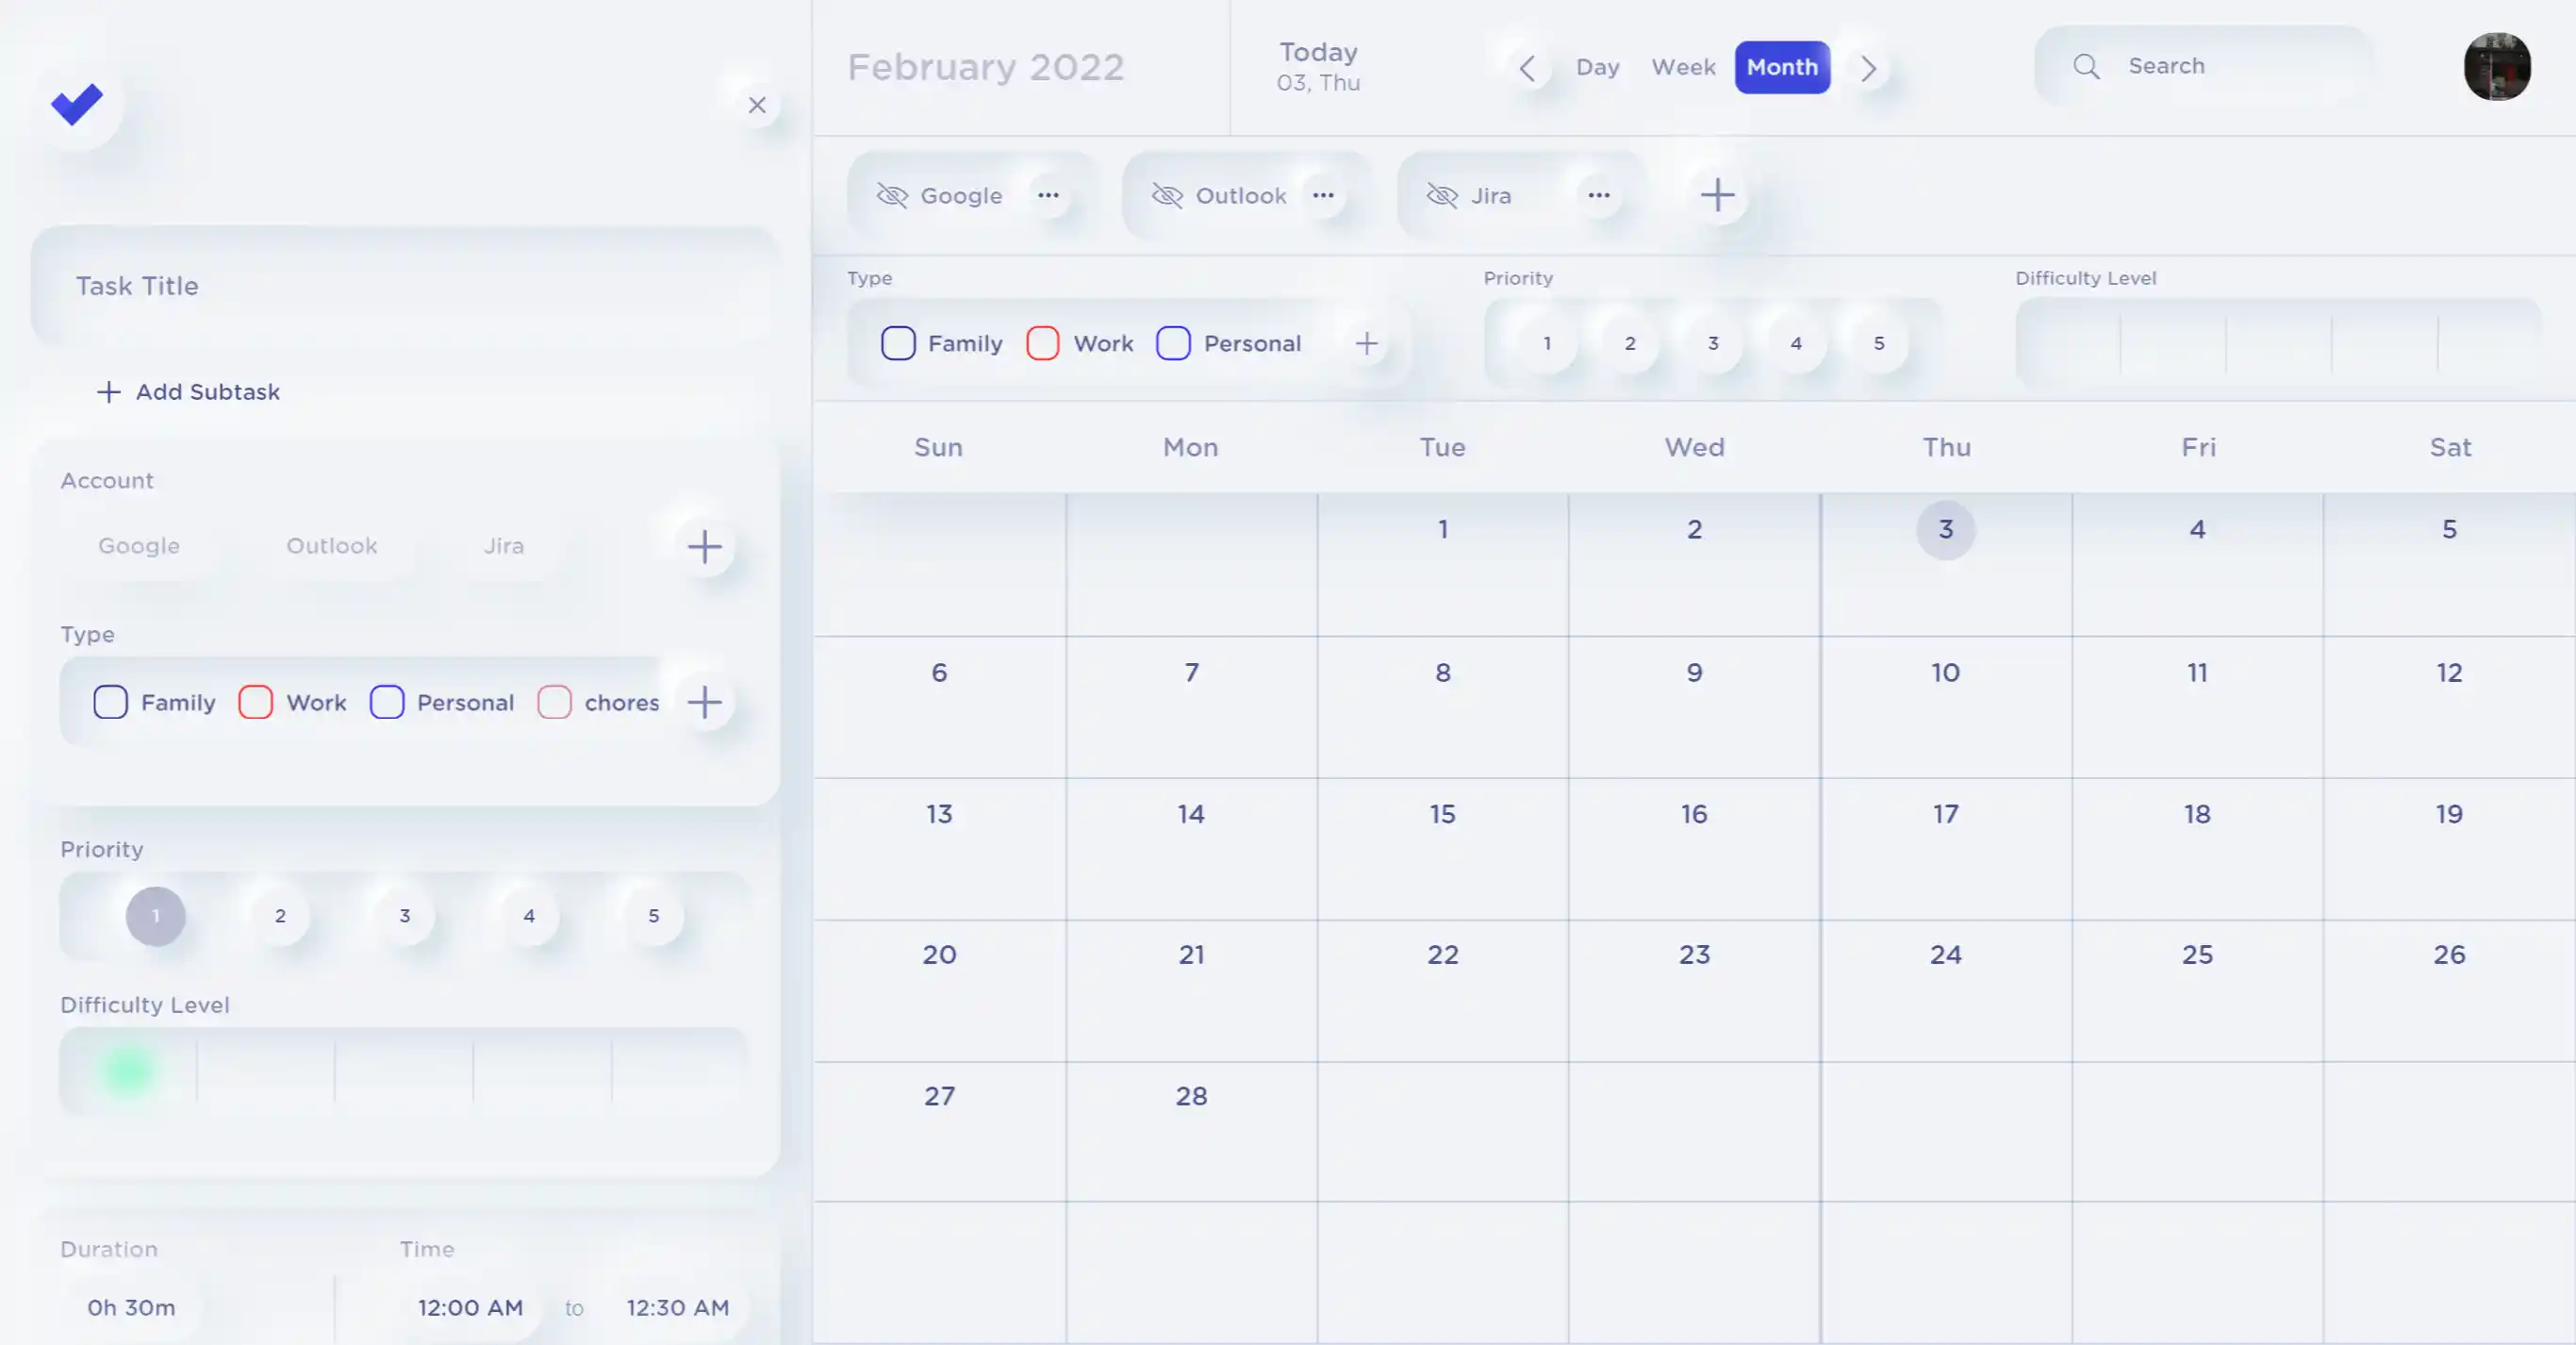 Task Title
Add Subtask
Account
Google Outlook Jira
Type
Family Work Personal chores
Priority
1 2 3 4 5
Difficulty Level
Duration Time
0h 30m 12:00 AM to 12:30 AM
February 2022
Today
03, Thu
Day Week Month
Search
Google Outlook Jira
Type Priority Difficulty Level
Family Work Personal 1 2 3 4 5
Sun Mon Tue Wed Thu Fri Sat
1 2 3 4 5
6 7 8 9 10 11 12
13 14 15 16 17 18 19
20 21 22 23 24 25 26
27 28